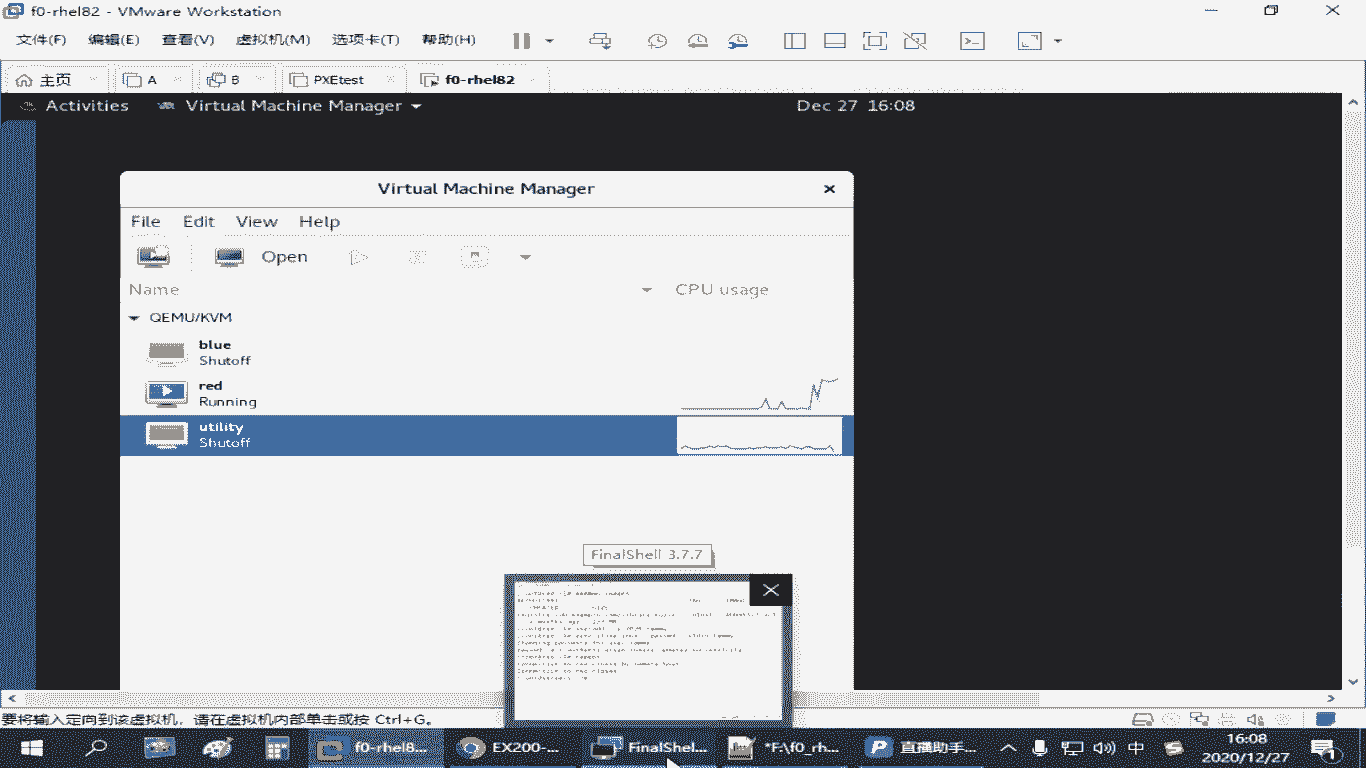 f0-rhel82 - VMware Workstation
文件(F) 编辑(E) 查看(V) 虚拟机(M) 选项卡(T) 帮助(H)
主页 A B PXEtest f0-rhel82
Activities Virtual Machine Manager Dec 27 16:08
Virtual Machine Manager
File Edit View Help
Open
Name CPU usage
QEMU/KVM
blue
Shutoff
red
Running
utility
Shutoff
FinalShell 3.7.7
要将输入定向到该虚拟机，请在虚拟机内部单击或按 Ctrl+G。
f0-rhel8... EX200-... FinalShel... *F:\f0_rh... 直播助手... 中 16:08
2020/12/27
1